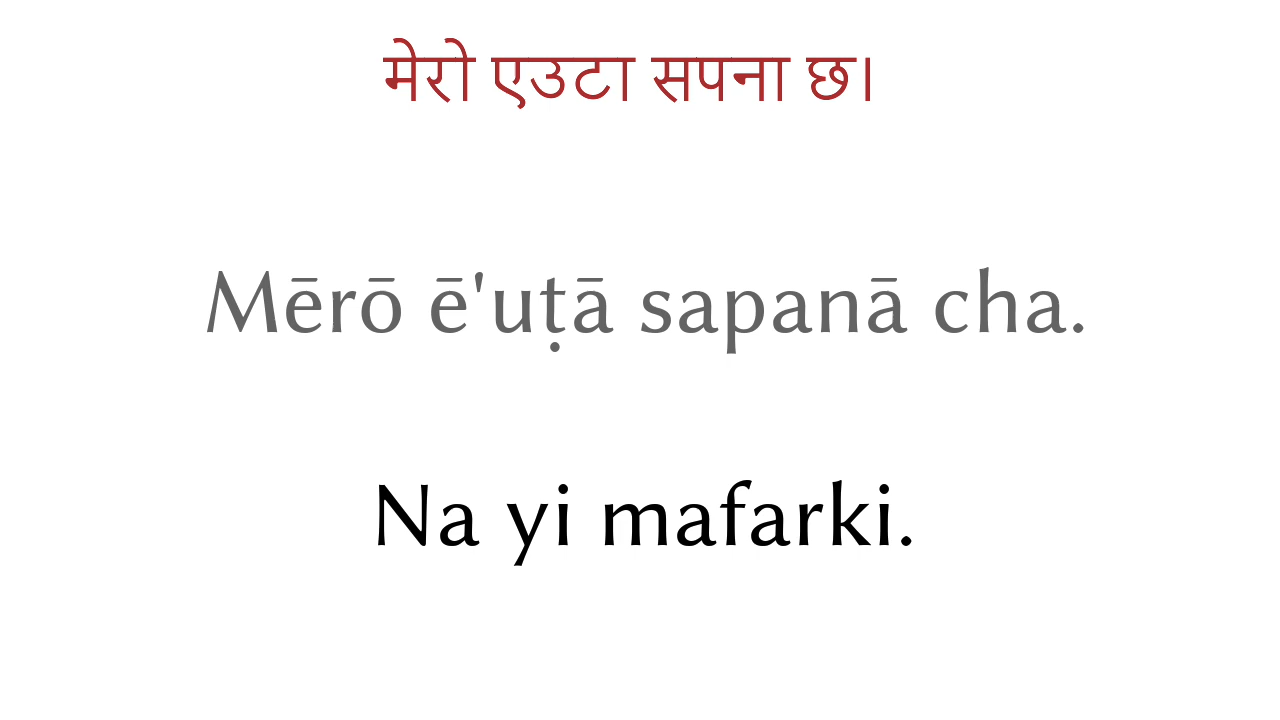 मेरो एउटा सपना छ।
Mērō ē'uṭā sapanā cha.
Na yi mafarki.